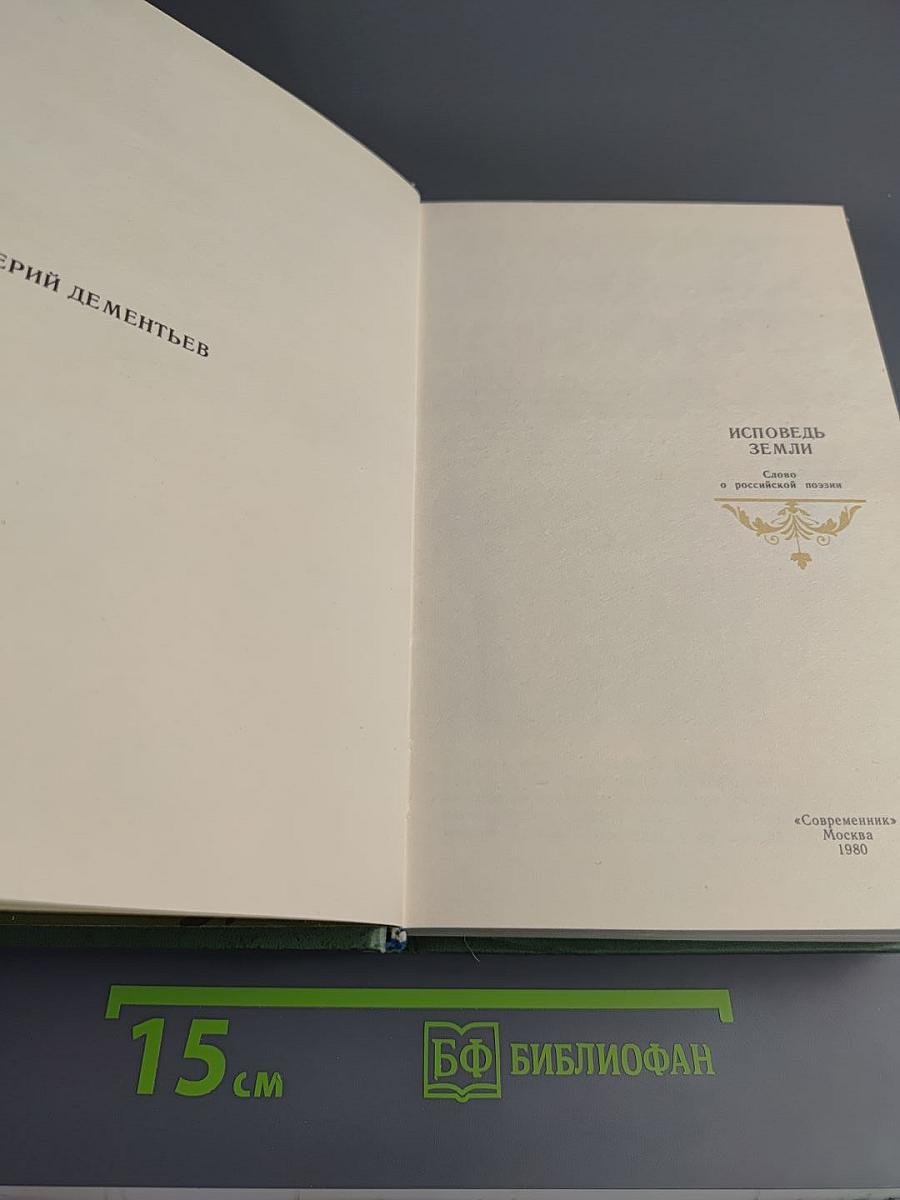 ЕРИЙ ДЕМЕНТЬЕВ
ИСПОВЕДЬ
ЗЕМЛИ
Слово
о российской поэзии
«Современник»
Москва
1980
15 см
БФ БИБЛИОФАН